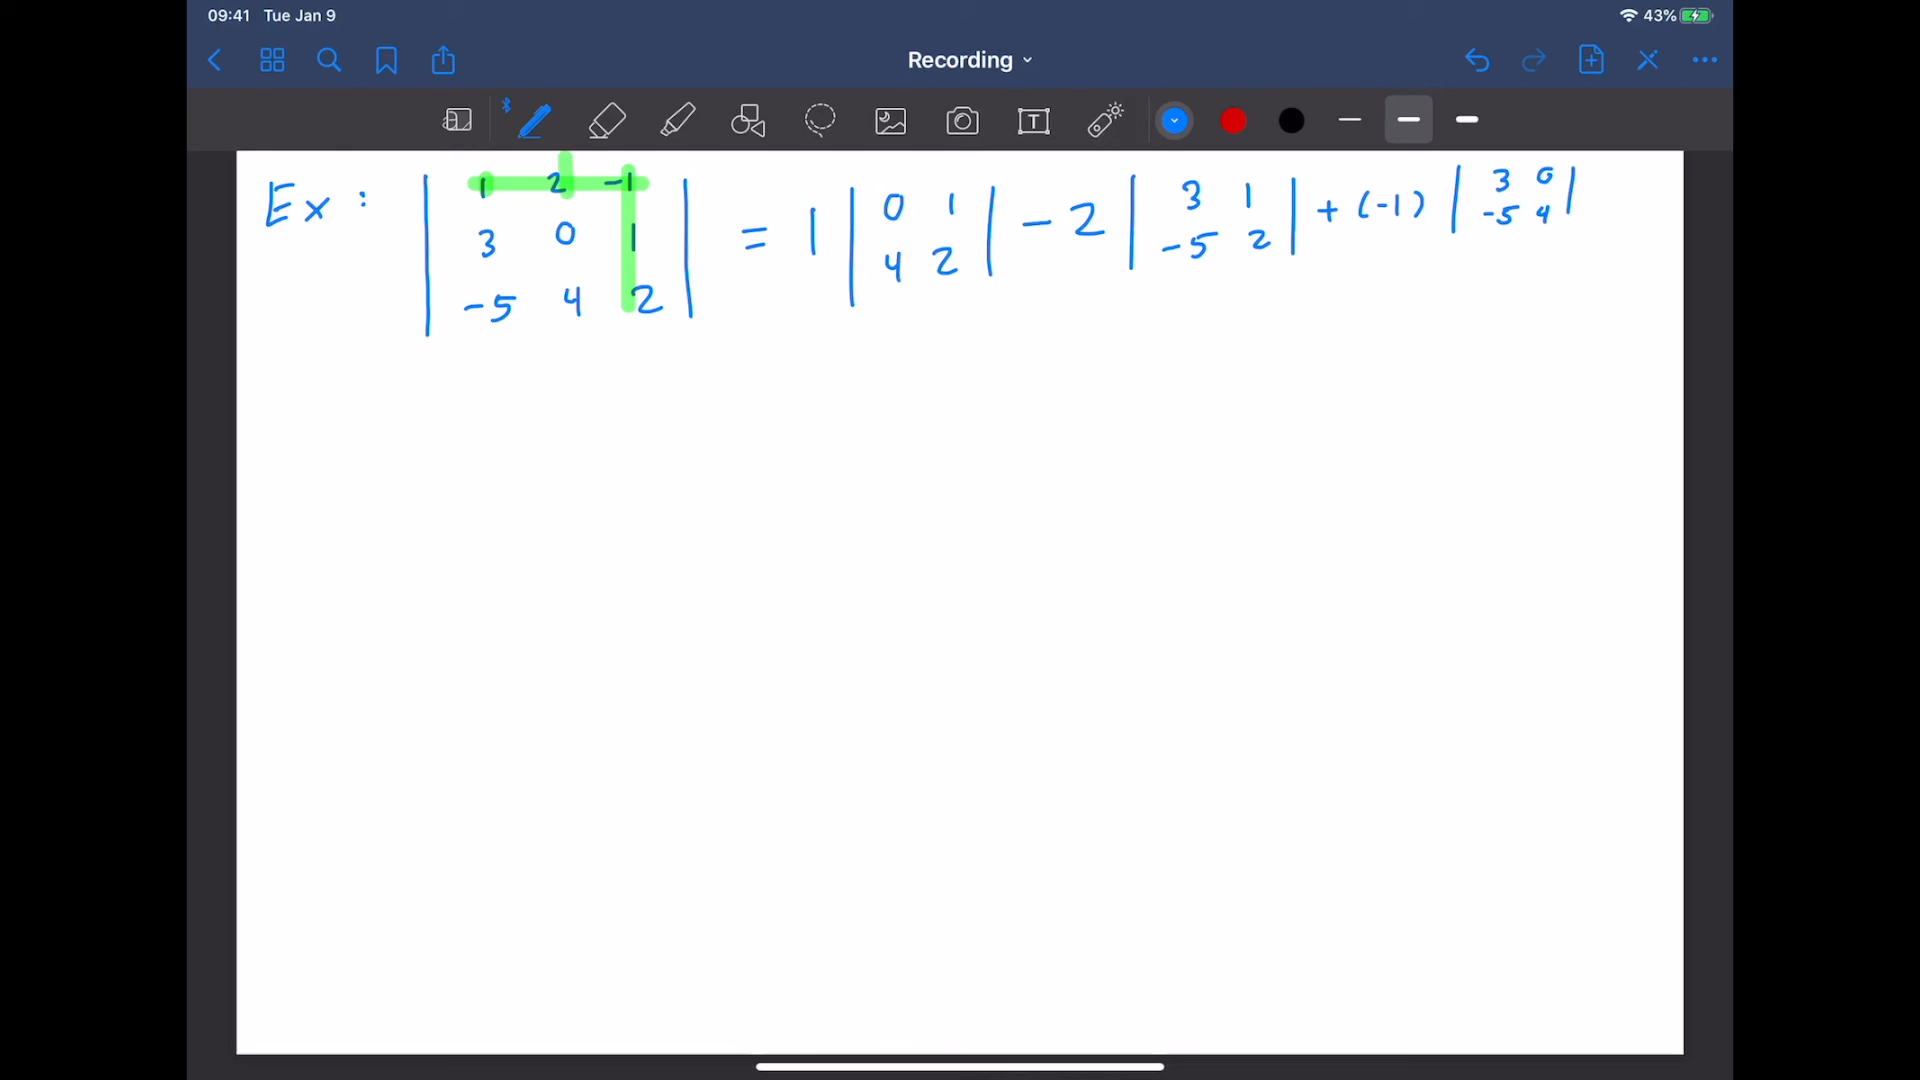 09:41 Tue Jan 9 43%
Recording
T
Ex : | 1 2 -1 | = 1 | 0 1 | - 2 | 3 1 | + (-1) | 3 0 |
3 0 1 4 2 -5 2 -5 4
-5 4 2